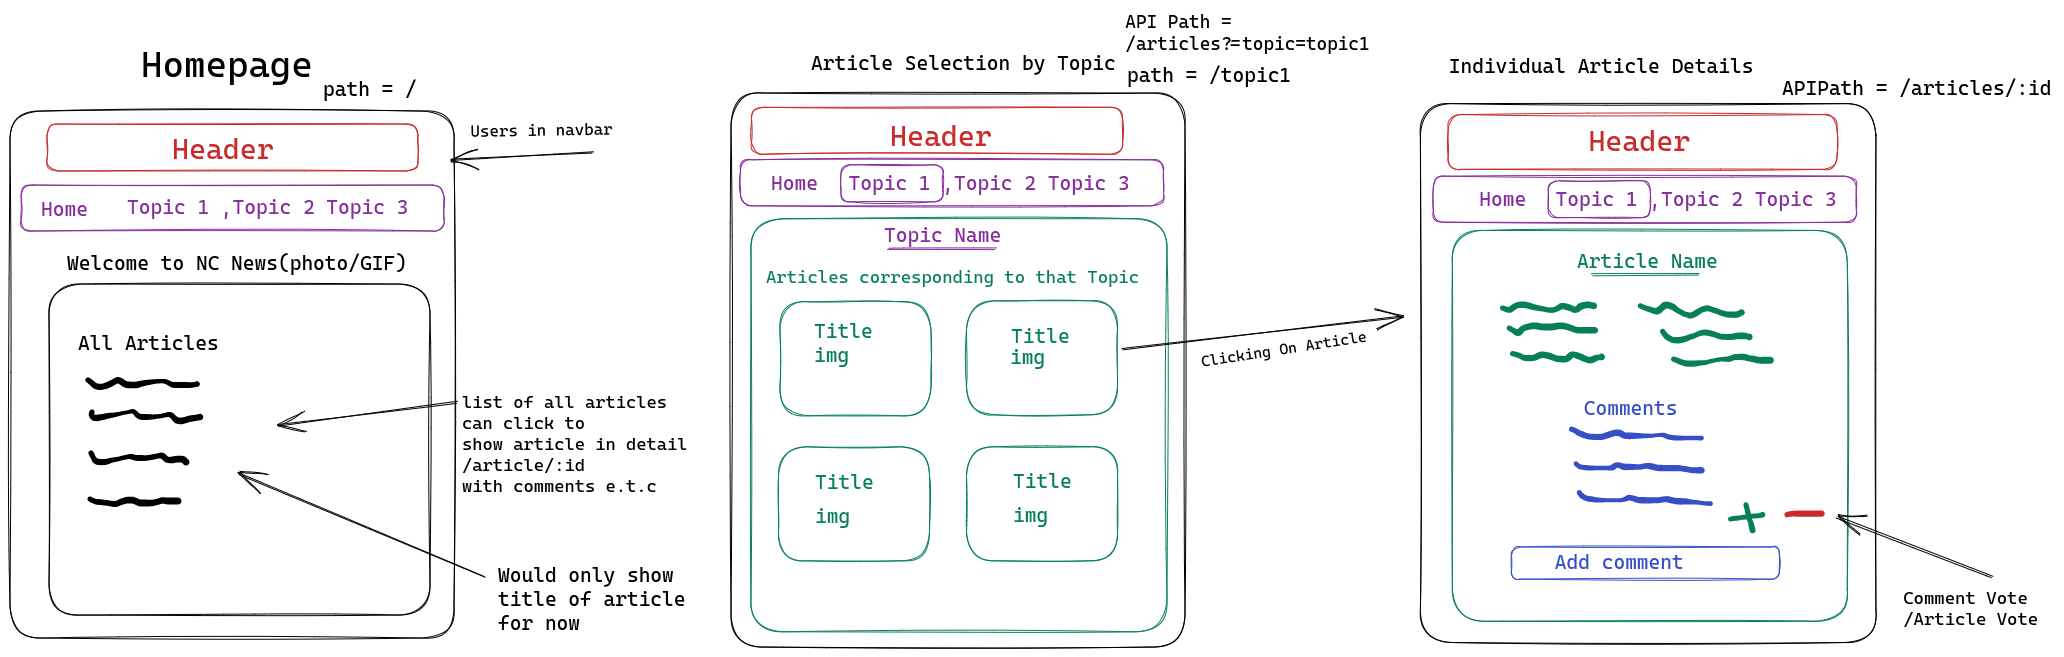 Homepage
path = /
Header
Users in navbar
Home Topic 1 ,Topic 2 Topic 3
Welcome to NC News(photo/GIF)
All Articles
list of all articles
can click to
show article in detail
/article/:id
with comments e.t.c
Would only show
title of article
for now
API Path =
/articles?=topic=topic1
Article Selection by Topic
path = /topic1
Header
Home Topic 1 ,Topic 2 Topic 3
Topic Name
Articles corresponding to that Topic
Title
img
Title
img
Title
img
Title
img
Clicking On Article
Individual Article Details
APIPath = /articles/:id
Header
Home Topic 1 ,Topic 2 Topic 3
Article Name
Comments
Add comment
Comment Vote
/Article Vote